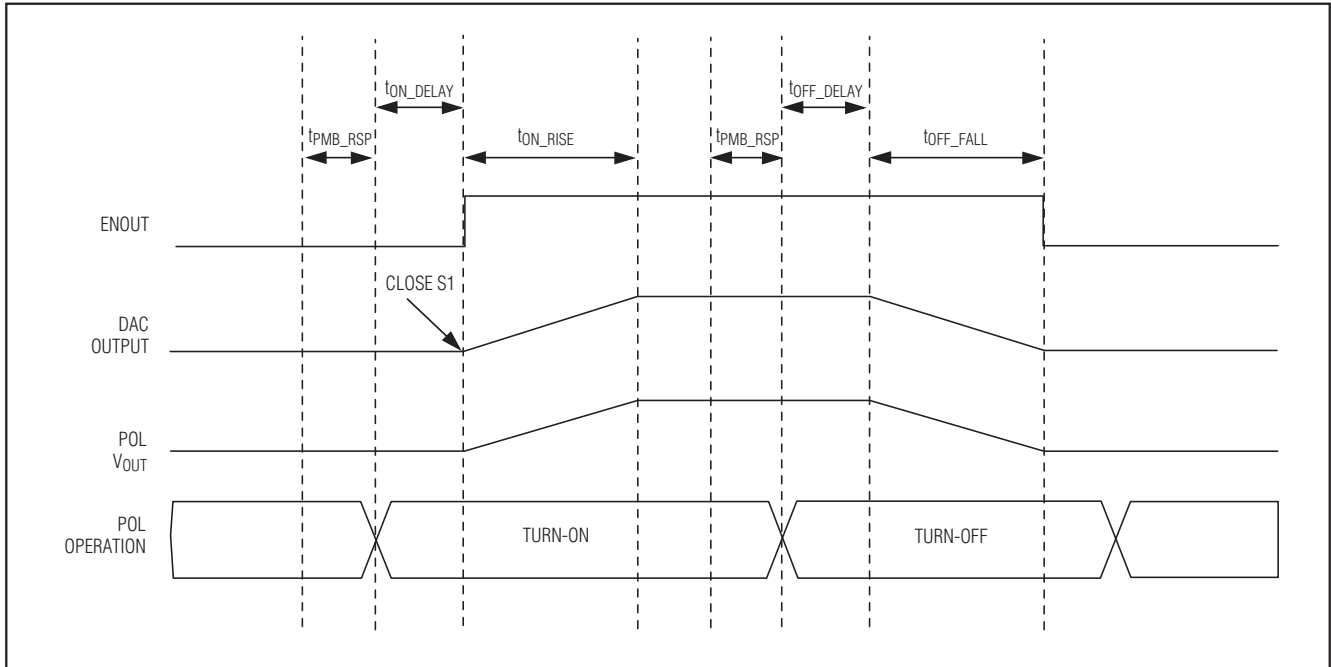 tON_DELAY
tOFF_DELAY
tPMB_RSP
tON_RISE
tPMB_RSP
tOFF_FALL
ENOUT
CLOSE S1
DAC
OUTPUT
POL
VOUT
POL
OPERATION
TURN-ON
TURN-OFF